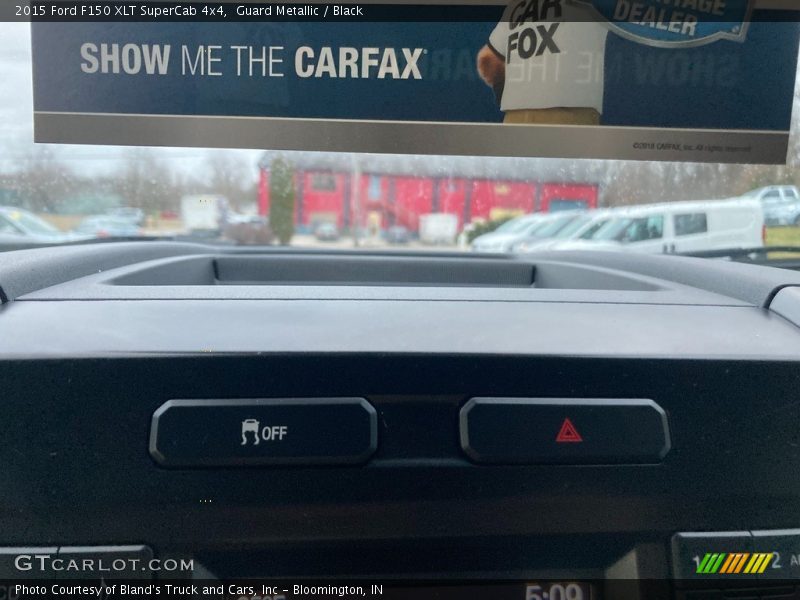 2015 Ford F150 XLT SuperCab 4x4, Guard Metallic / Black
CAR
FOX
DEALER
SHOW ME THE CARFAX
©2018 CARFAX, Inc. All rights reserved
OFF
2
5:09
GTCARLOT.COM
Photo Courtesy of Bland's Truck and Cars, Inc - Bloomington, IN